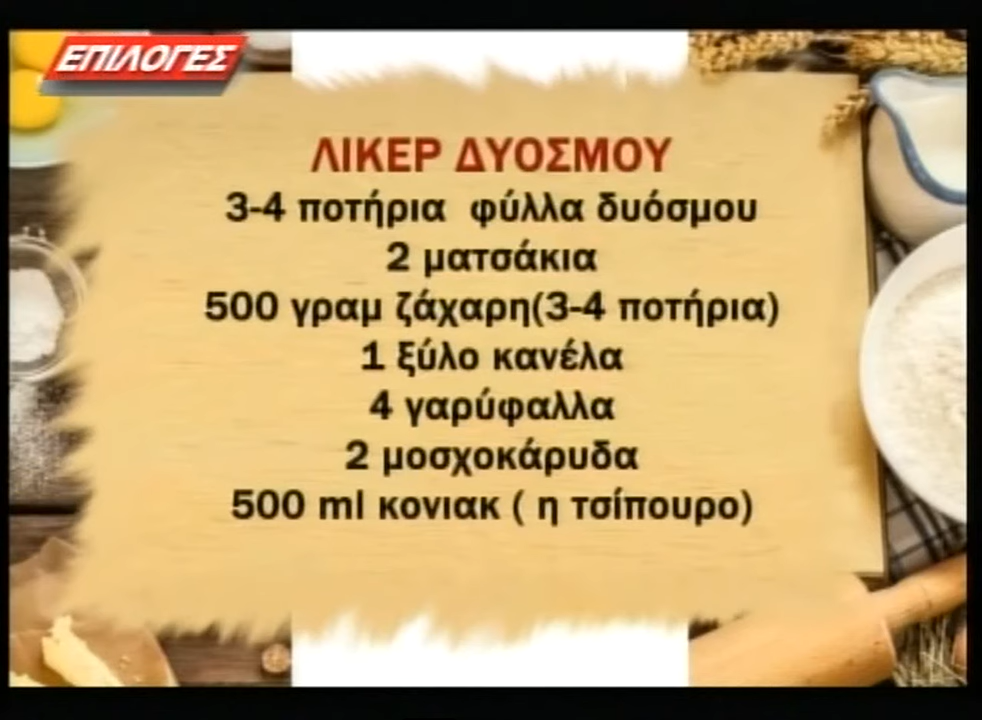 ΕΠΙΛΟΓΕΣ
ΛΙΚΕΡ ΔΥΟΣΜΟΥ
3-4 ποτήρια φύλλα δυόσμου
2 ματσάκια
500 γραμ ζάχαρη(3-4 ποτήρια)
1 ξύλο κανέλα
4 γαρύφαλλα
2 μοσχοκάρυδα
500 ml κονιακ ( η τσίπουρο)